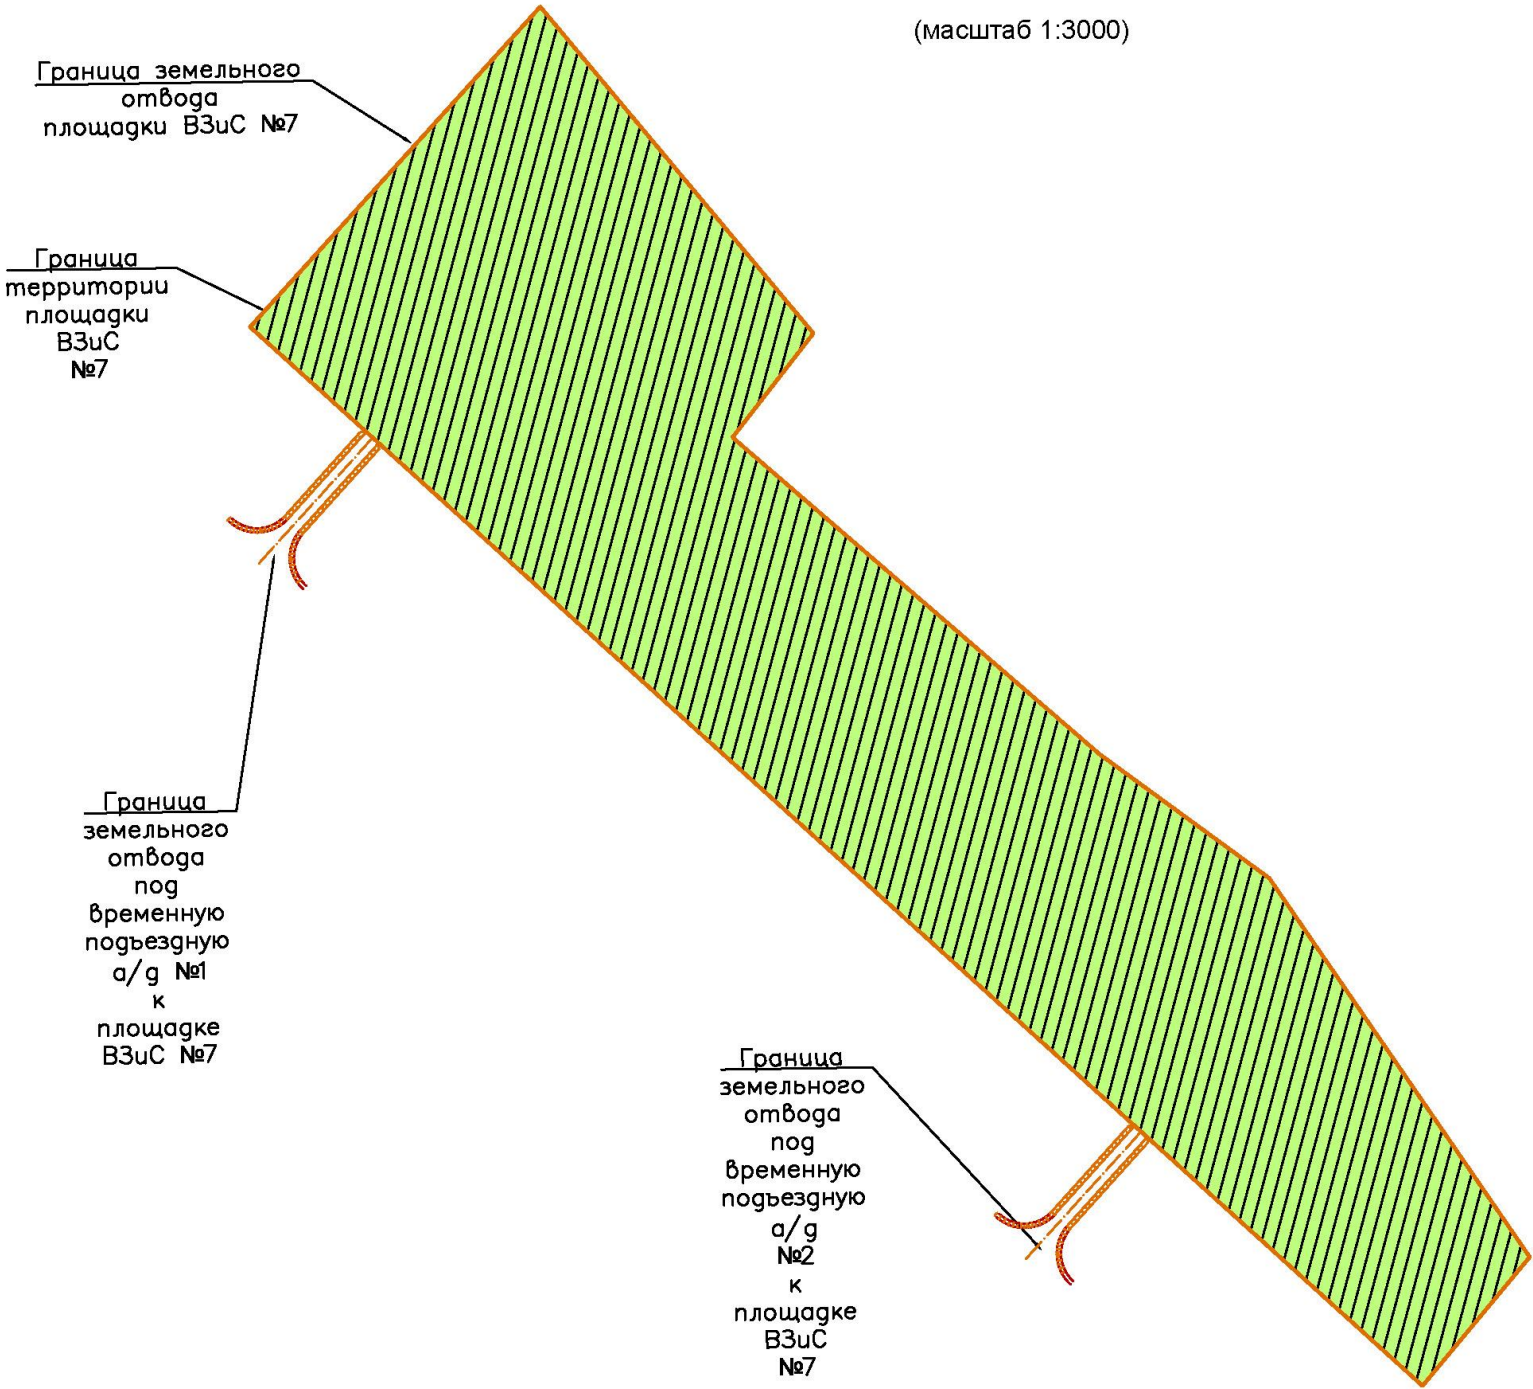 (масштаб 1:3000)
Граница земельного
отвода
площадки ВЗиС №7
Граница
территории
площадки
ВЗиС
№7
Граница
земельного
отвода
под
временную
подъездную
а/д №1
к
площадке
ВЗиС №7
Граница
земельного
отвода
под
временную
подъездную
а/д
№2
к
площадке
ВЗиС
№7